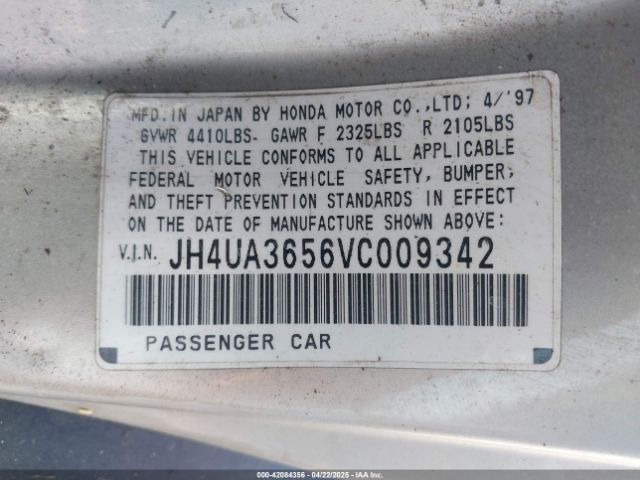 MFD. IN JAPAN BY HONDA MOTOR CO.,LTD; 4/'97
GVWR 4410LBS GAWR F 2325LBS R 2105LBS
THIS VEHICLE CONFORMS TO ALL APPLICABLE
FEDERAL MOTOR VEHICLE SAFETY, BUMPER,
AND THEFT PREVENTION STANDARDS IN EFFECT
ON THE DATE OF MANUFACTURE SHOWN ABOVE:
V.I.N. JH4UA3656VC009342
PASSENGER CAR
000-42084356 - 04/22/2025 - IAAI.COM